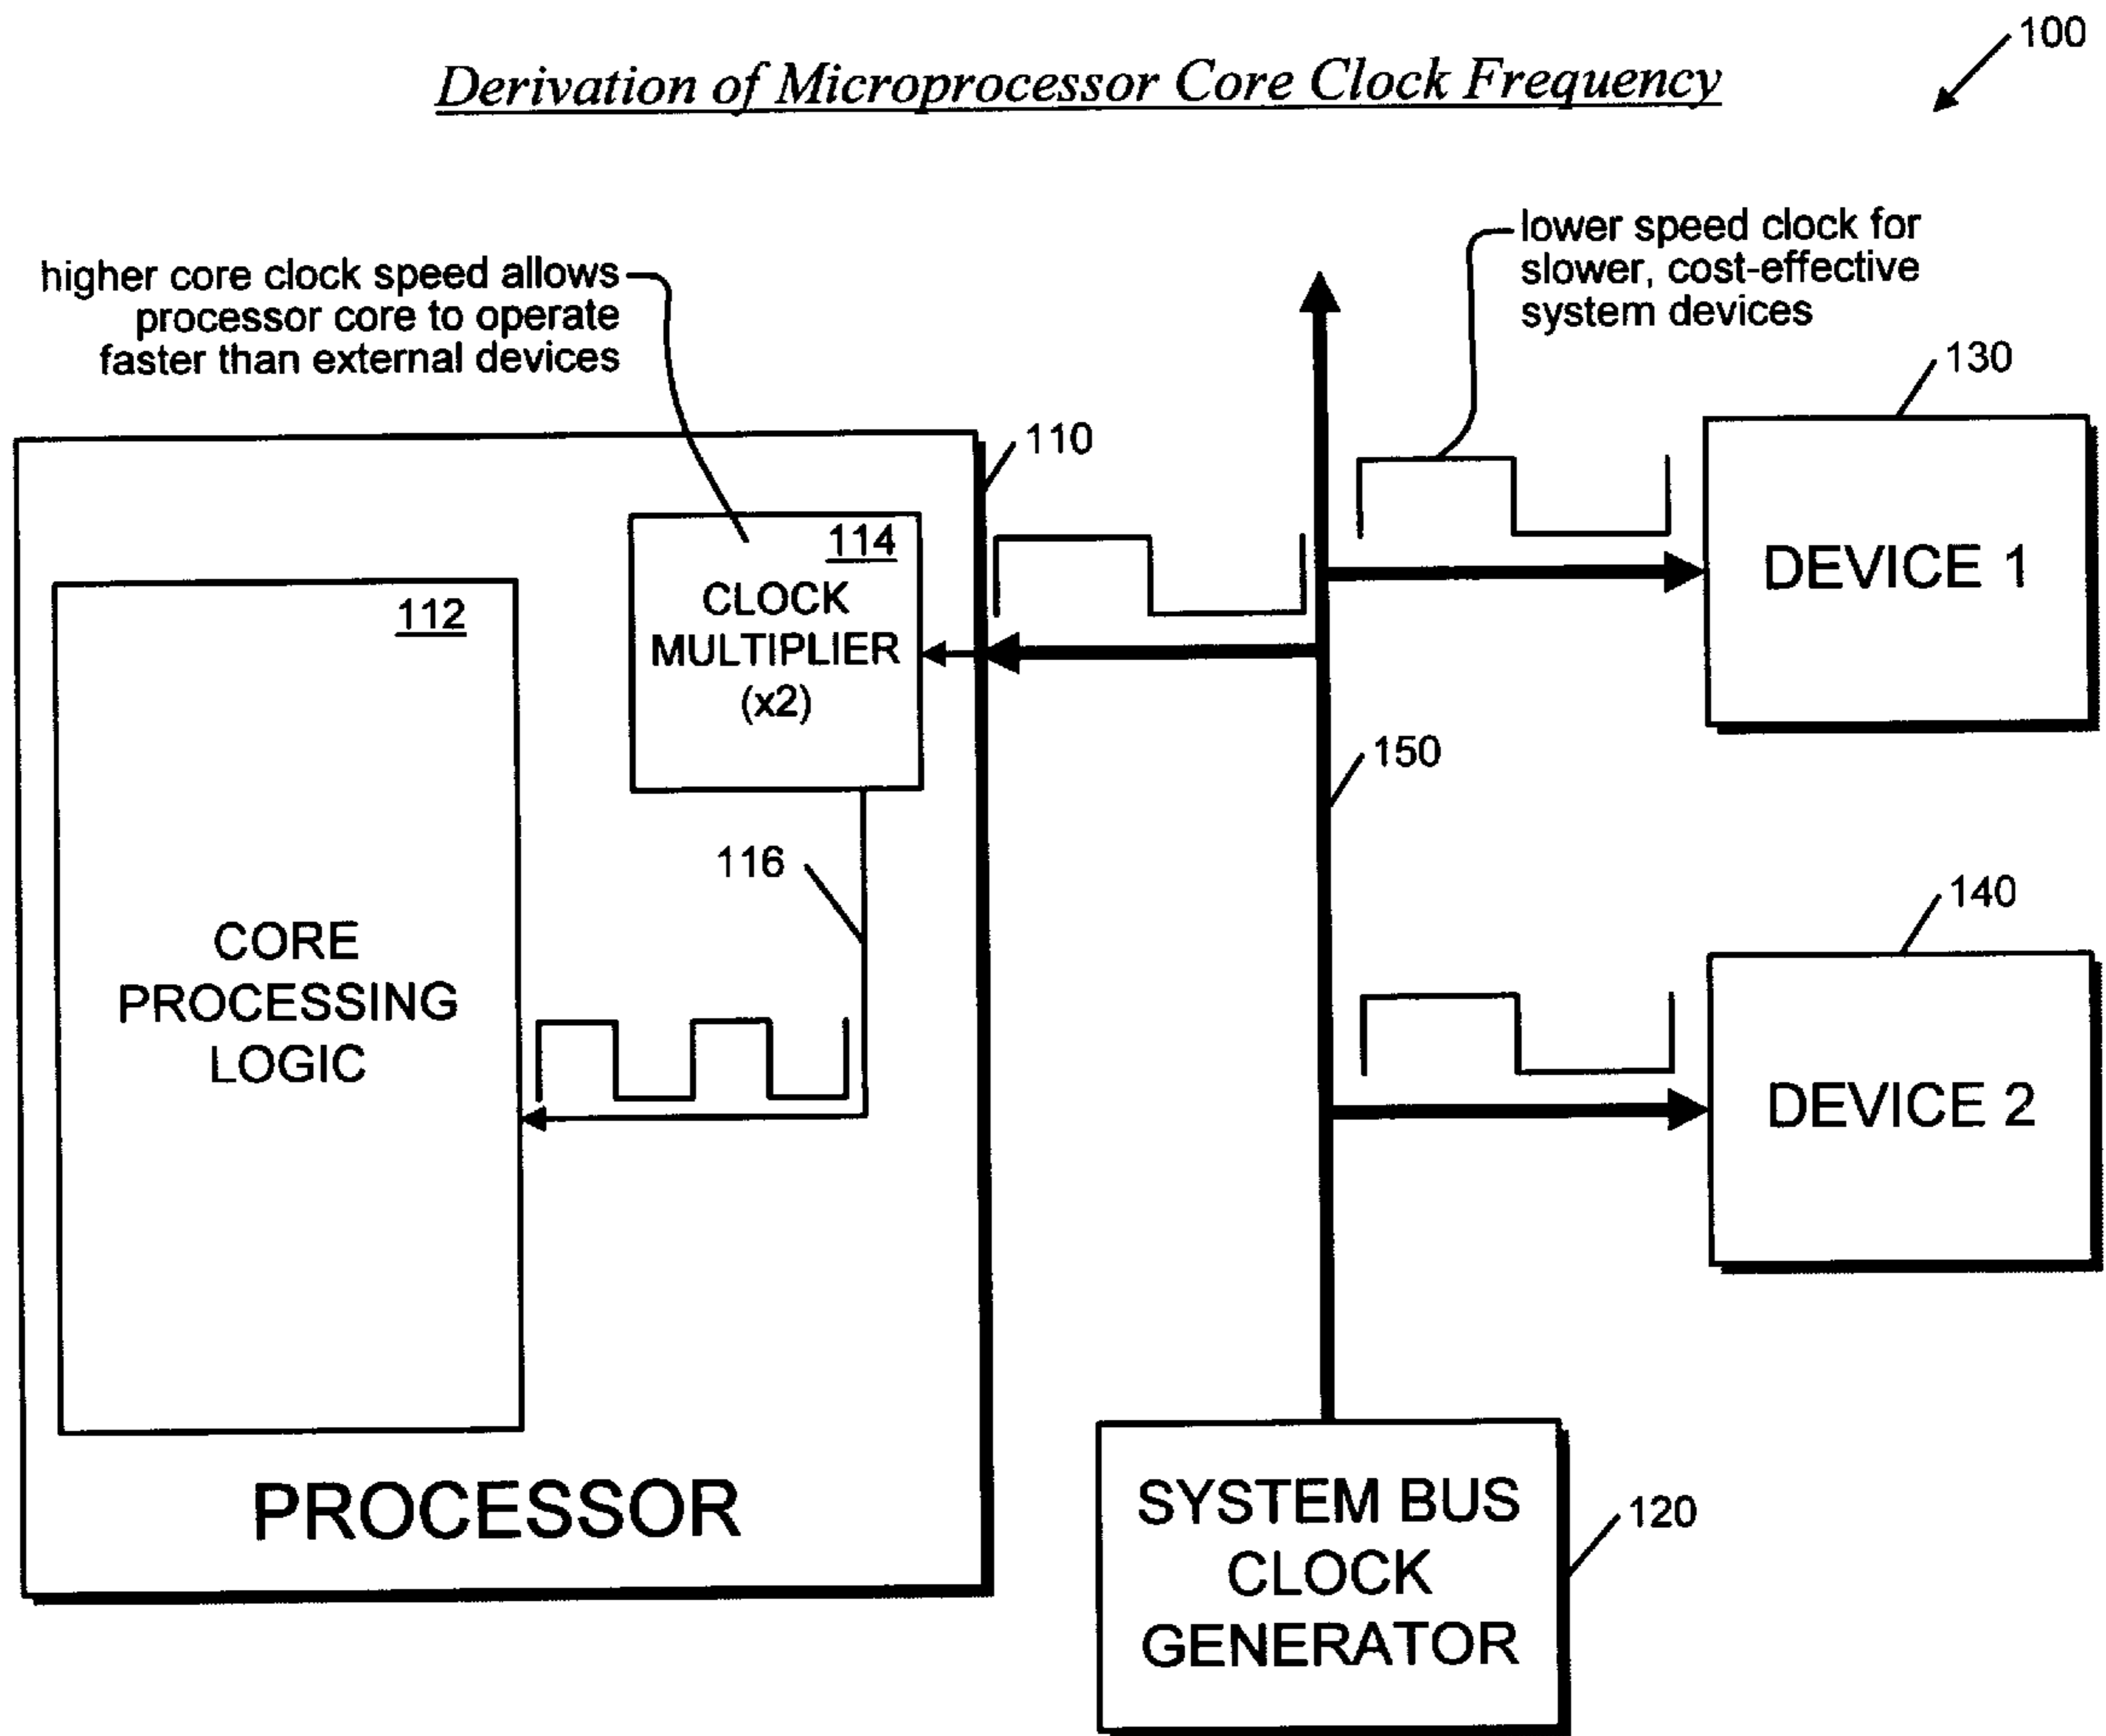 100
Derivation of Microprocessor Core Clock Frequency
lower speed clock for
slower, cost-effective
system devices
higher core clock speed allows
processor core to operate
faster than external devices
130
110
114
CLOCK
MULTIPLIER
(x2)
DEVICE 1
112
150
116
140
CORE
PROCESSING
LOGIC
DEVICE 2
PROCESSOR
SYSTEM BUS
CLOCK
GENERATOR
120